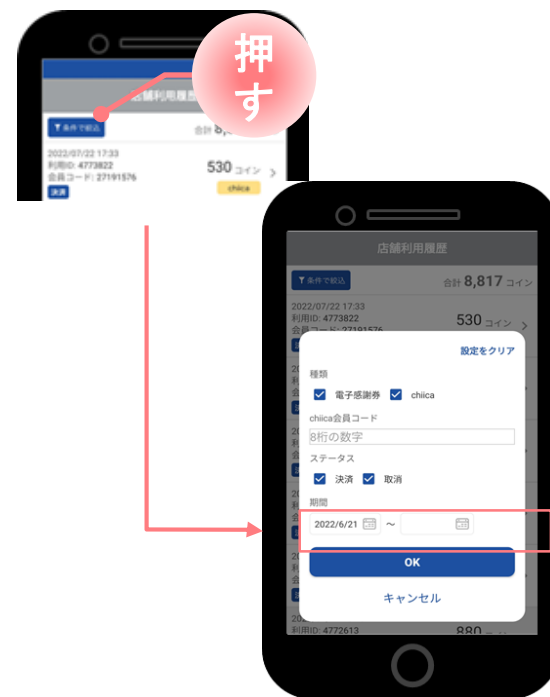 押す
店舗利用履
条件で絞込
合計 8,
2022/07/22 17:33
利用ID: 4773822
会員コード: 27191576
530 コイン
決済
chiica
店舗利用履歴
条件で絞込
合計 8,817 コイン
2022/07/22 17:33
利用ID: 4773822
会員コード: 27191576
530 コイン
設定をクリア
種類
電子感謝券 chiica
chiica会員コード
8桁の数字
ステータス
決済 取消
期間
2022/6/21 ～
OK
キャンセル
利用ID: 4772613
880